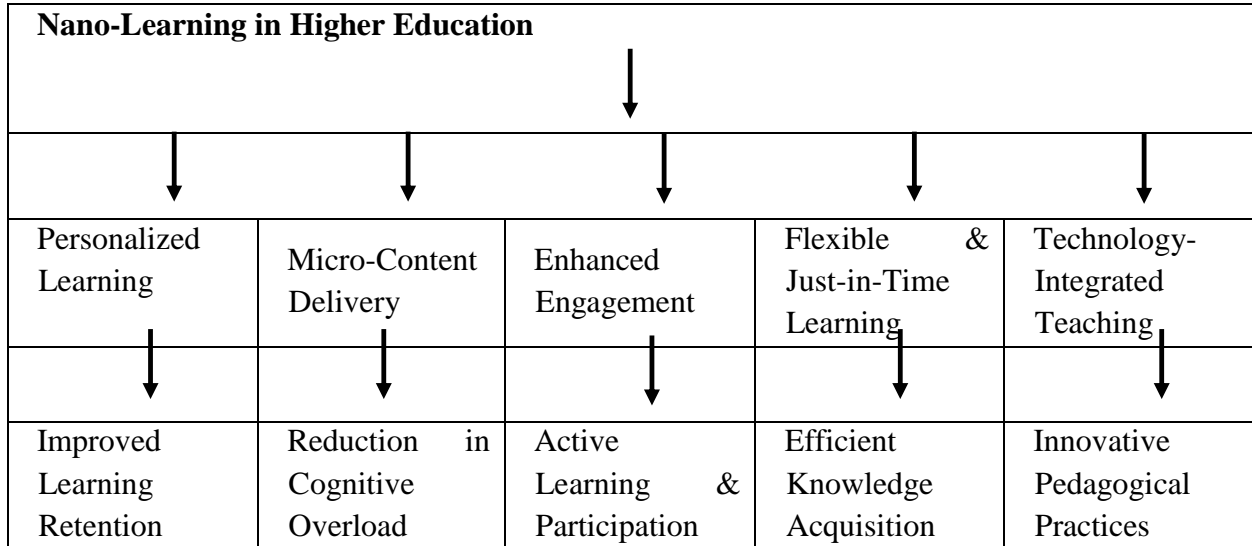 Nano-Learning in Higher Education
Personalized
Learning
Micro-Content
Delivery
Enhanced
Engagement
Flexible &
Just-in-Time
Learning
Technology-
Integrated
Teaching
Improved
Learning
Retention
Reduction in
Cognitive
Overload
Active
Learning &
Participation
Efficient
Knowledge
Acquisition
Innovative
Pedagogical
Practices